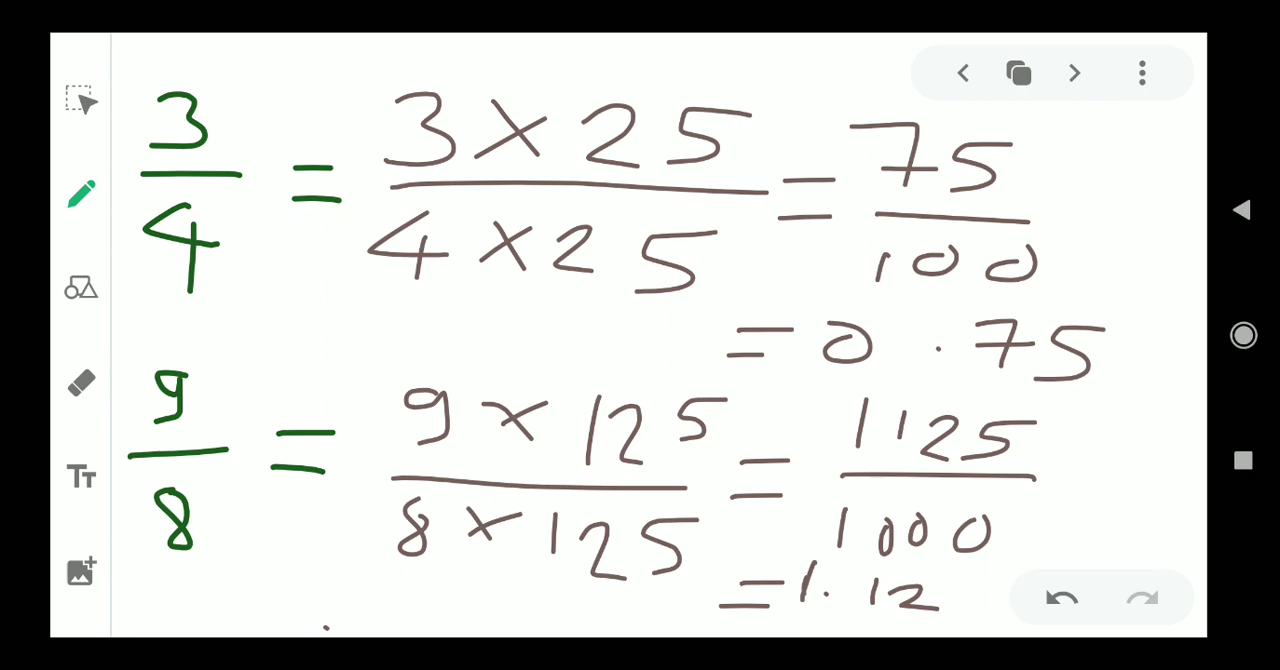 3/4 = 3×25/4×25 = 75/100
= 0.75
9/8 = 9×125/8×125 = 1125/1000
= 1.12
Tт